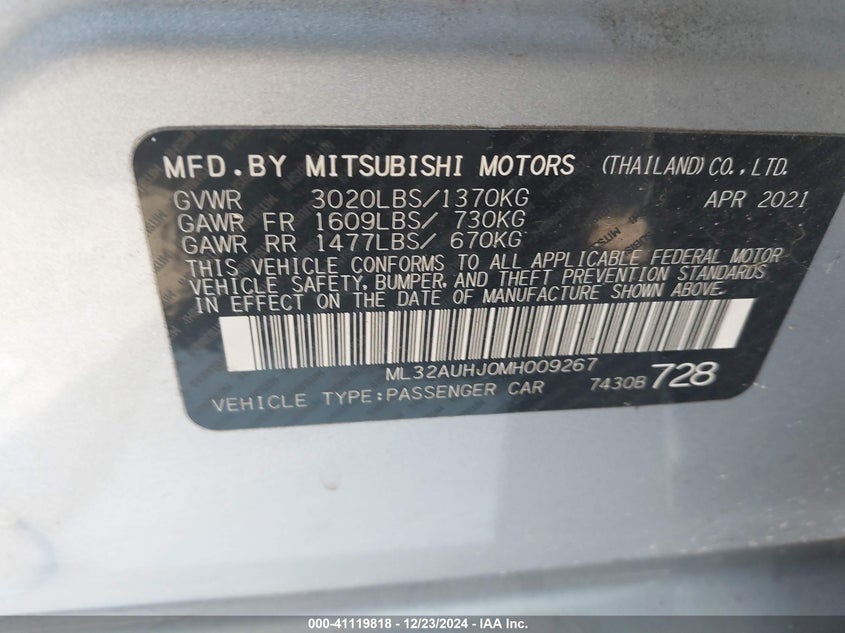 MFD.BY MITSUBISHI MOTORS (THAILAND) CO., LTD.
GVWR 3020LBS/1370KG APR 2021
GAWR FR 1609LBS/ 730KG
GAWR RR 1477LBS/ 670KG
THIS VEHICLE CONFORMS TO ALL APPLICABLE FEDERAL MOTOR
VEHICLE SAFETY, BUMPER, AND THEFT PREVENTION STANDARDS
IN EFFECT ON THE DATE OF MANUFACTURE SHOWN ABOVE.
ML32AUHJ0MH009267
VEHICLE TYPE:PASSENGER CAR 7430B 728
000-41119818 - 12/23/2024 - IAA Inc.